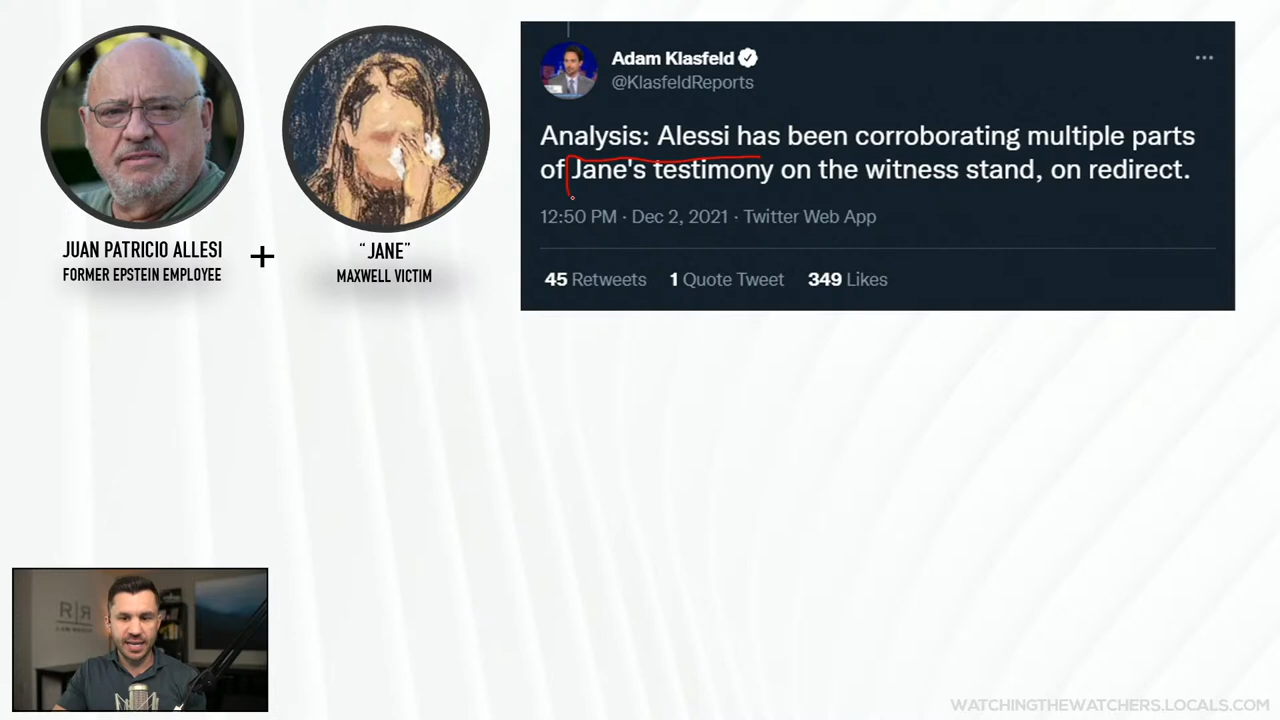 Adam Klasfeld
@KlasfeldReports
Analysis: Alessi has been corroborating multiple parts
of Jane's testimony on the witness stand, on redirect.
12:50 PM · Dec 2, 2021 · Twitter Web App
45 Retweets 1 Quote Tweet 349 Likes
JUAN PATRICIO ALLESI
FORMER EPSTEIN EMPLOYEE
+
“JANE”
MAXWELL VICTIM
R|R
WATCHINGTHEWATCHERS.LOCALS.COM